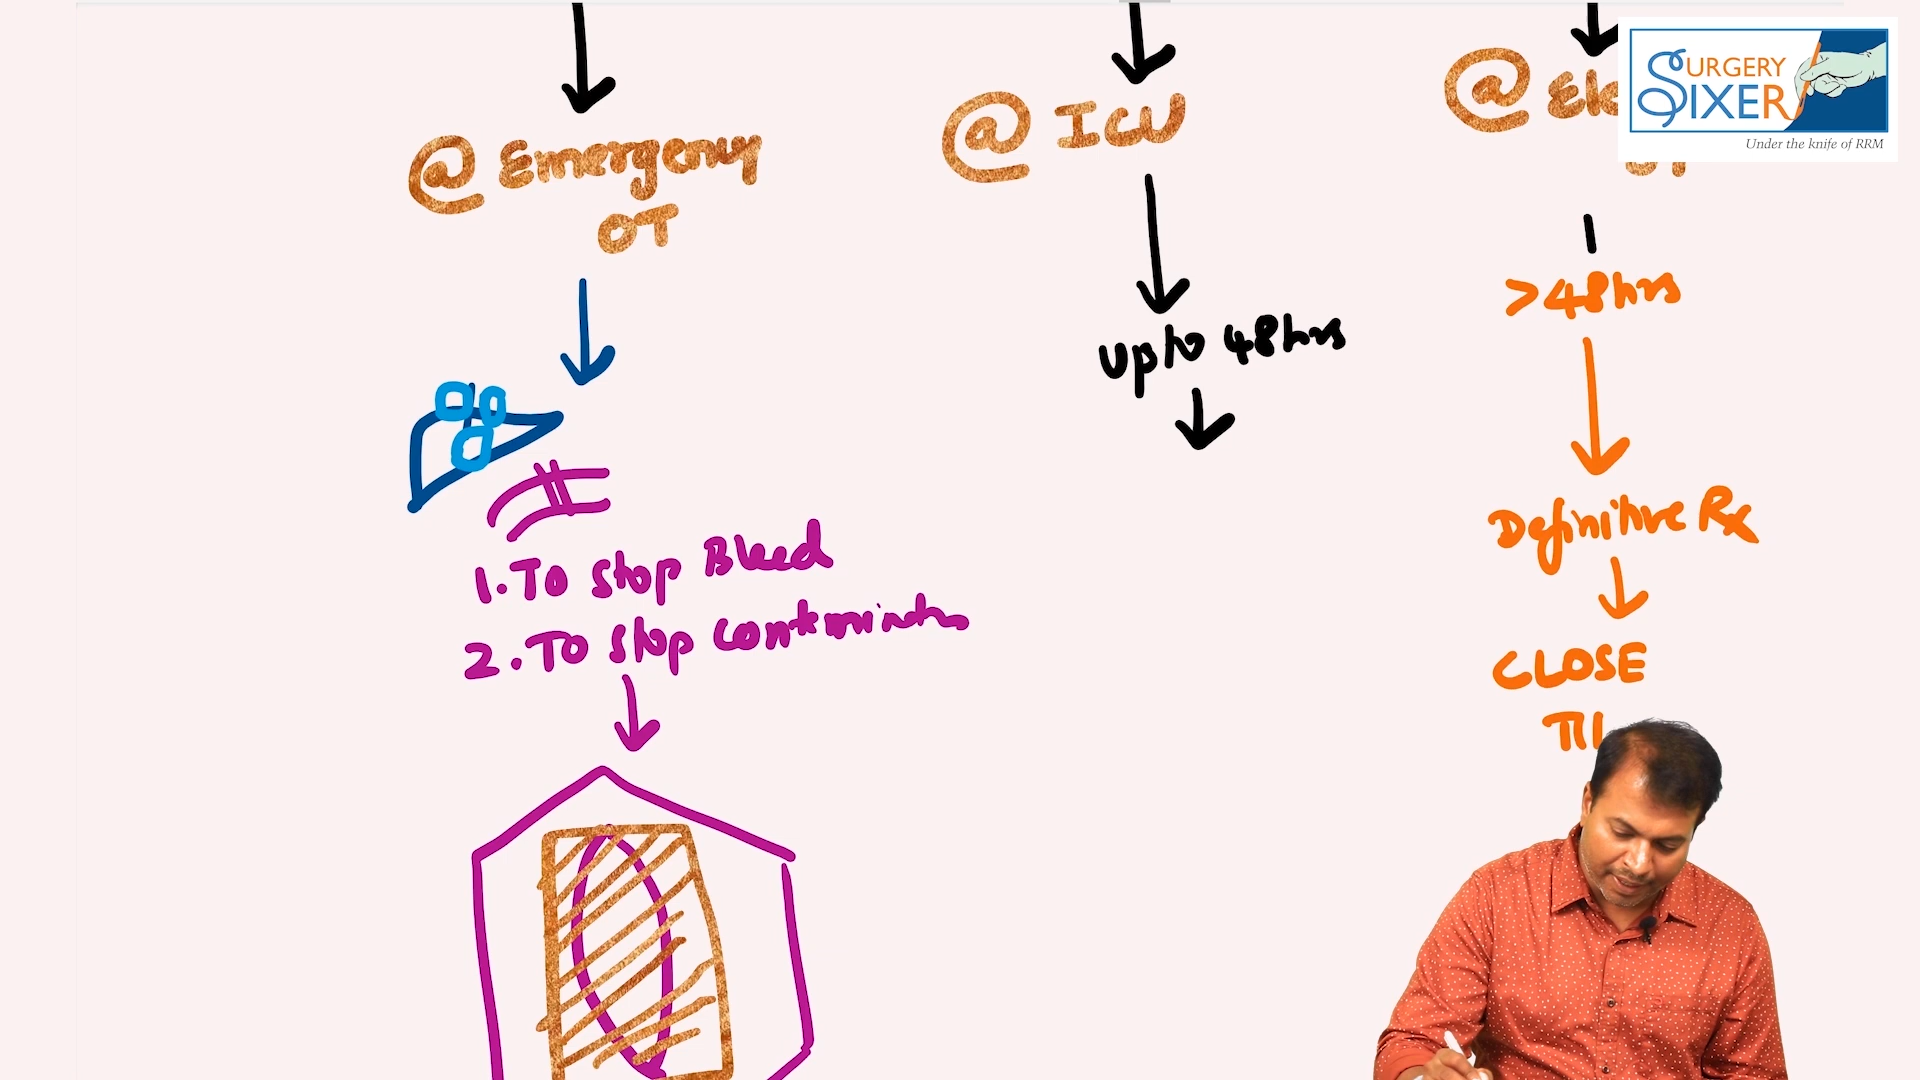 @ Emergency
OT
1. To stop Bleed
2. To stop
@ ICU
Upto 48hrs
@
>48hrs
Definitive Rx
CLOSE
SURGERY
SIXER
Under the knife of RRM